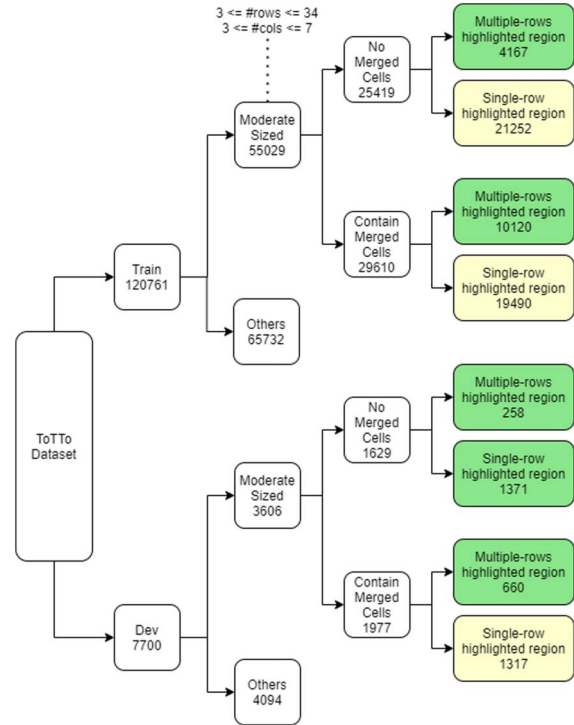 3 <= #rows <= 34
3 <= #cols <= 7
Multiple-rows
highlighted region
4167
No
Merged
Cells
25419
Single-row
highlighted region
21252
Moderate
Sized
55029
Multiple-rows
highlighted region
10120
Contain
Merged
Cells
29610
Single-row
highlighted region
19490
Train
120761
Others
65732
ToTTo
Dataset
Multiple-rows
highlighted region
258
No
Merged
Cells
1629
Single-row
highlighted region
1371
Moderate
Sized
3606
Multiple-rows
highlighted region
660
Contain
Merged
Cells
1977
Single-row
highlighted region
1317
Dev
7700
Others
4094